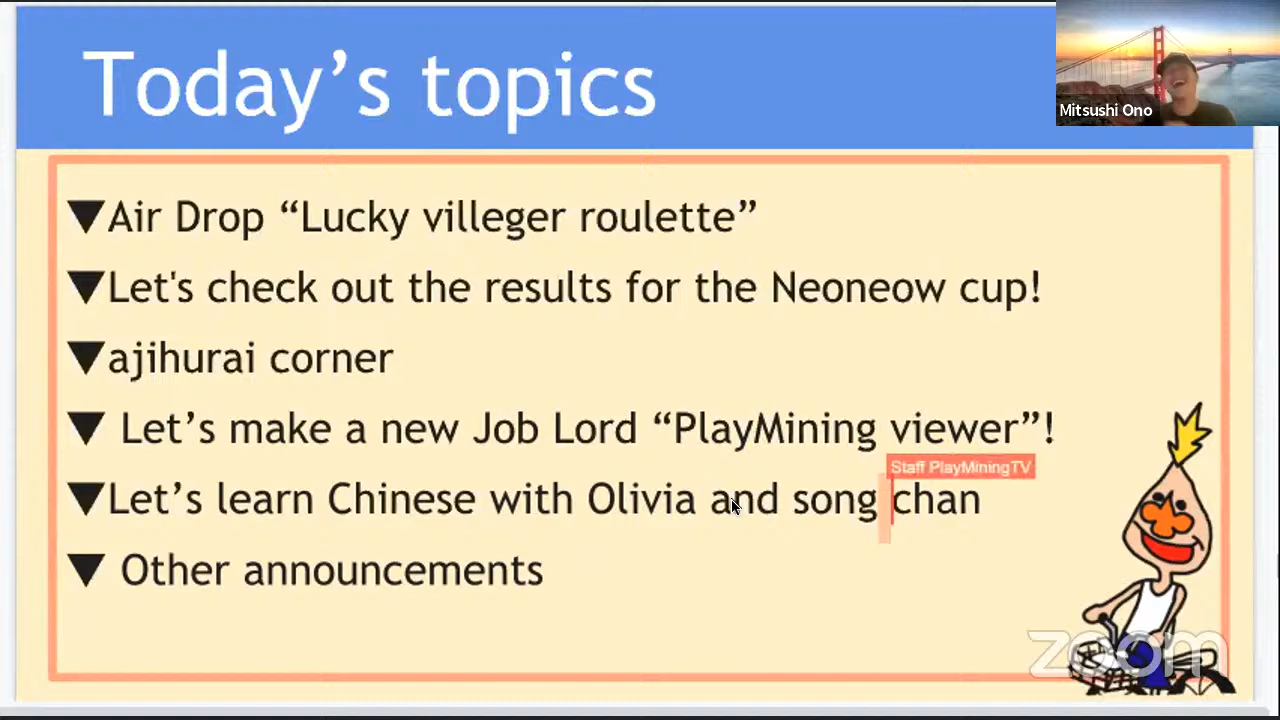 Today’s topics
Mitsushi Ono
▼Air Drop “Lucky villeger roulette”
▼Let's check out the results for the Neoneow cup!
▼ajihurai corner
▼ Let’s make a new Job Lord “PlayMining viewer”!
Staff PlayMiningTV
▼Let’s learn Chinese with Olivia and song chan
▼ Other announcements
zoom